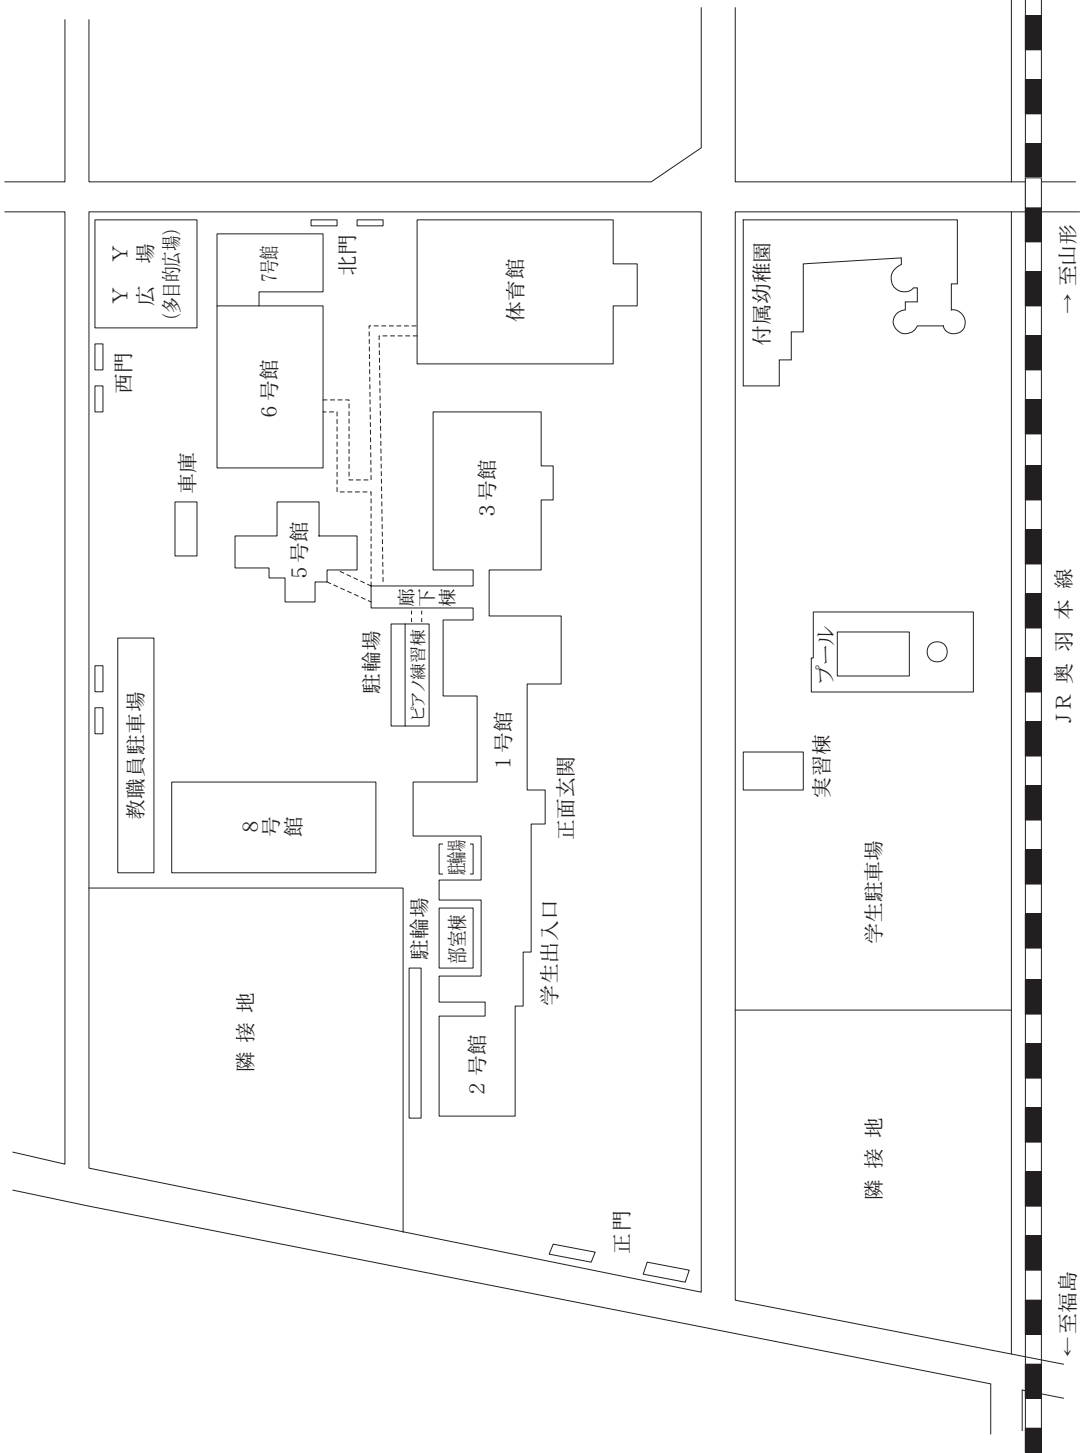 ＹＹ広場
(多目的広場)
7号館
北門
西門
6号館
体育館
車庫
5号館
3号館
廊下棟
駐輪場
ピアノ練習棟
教職員駐車場
8号館
1号館
正面玄関
駐輪場
駐輪場
部室棟
学生出入口
2号館
隣接地
正門
付属幼稚園
プール
実習棟
学生駐車場
隣接地
→至山形
JR奥羽本線
←至福島